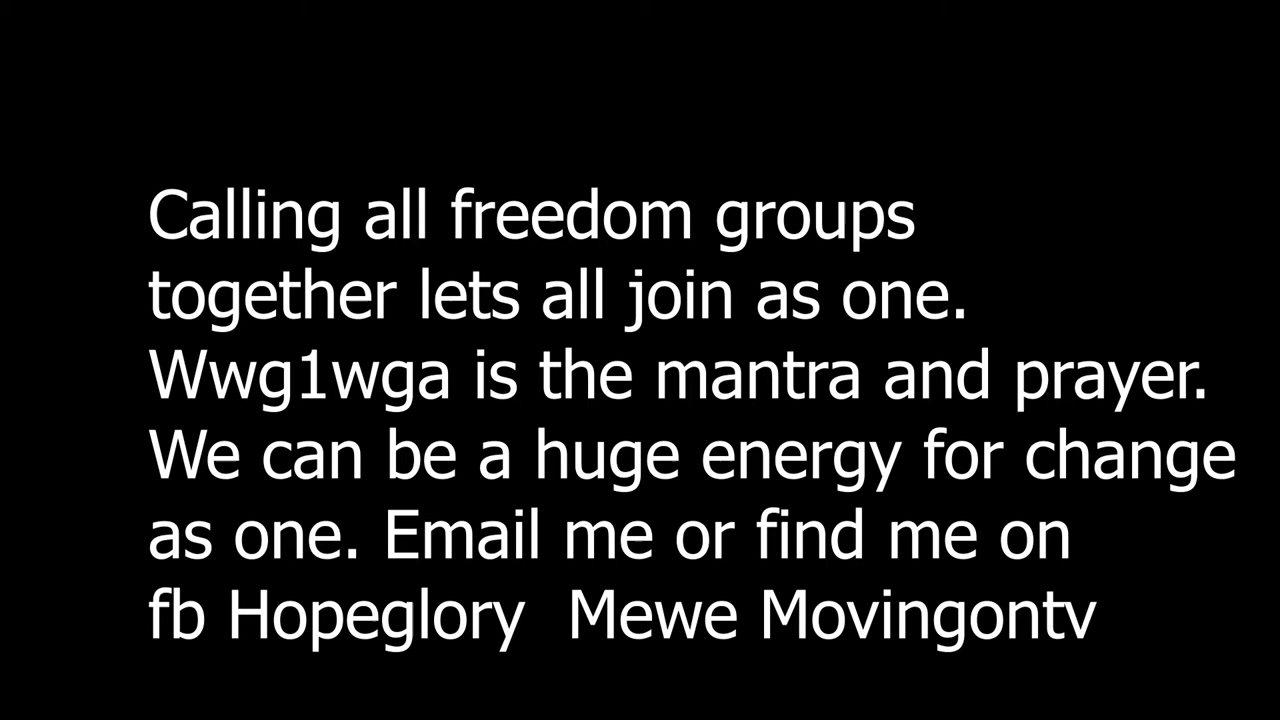 Calling all freedom groups
together lets all join as one.
Wwg1wga is the mantra and prayer.
We can be a huge energy for change
as one. Email me or find me on
fb Hopeglory  Mewe Movingontv